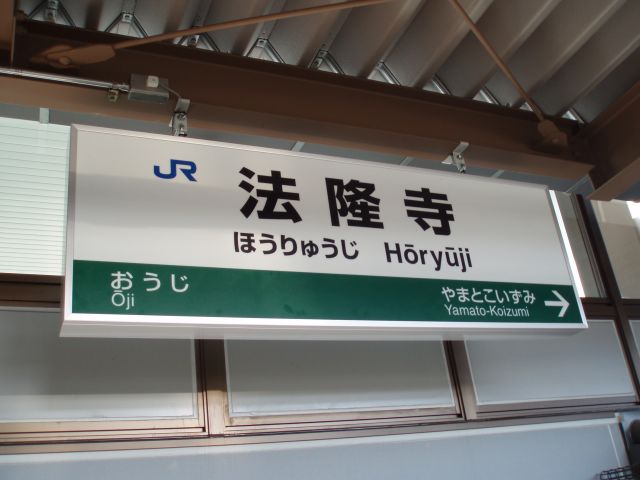 JR
法隆寺
ほうりゅうじ Hōryūji
おうじ
Ōji
やまとこいずみ →
Yamato-Koizumi